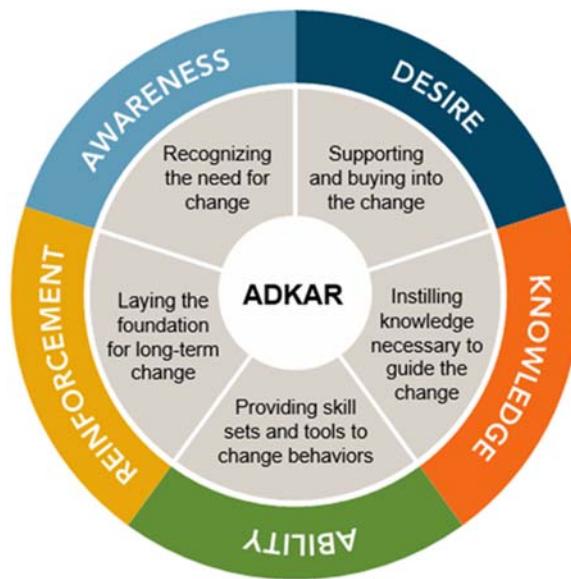 AWARENESS
Recognizing
the need for
change
DESIRE
Supporting
and buying into
the change
KNOWLEDGE
Instilling
knowledge
necessary to
guide the
change
ABILITY
Providing skill
sets and tools to
change behaviors
REINFORCEMENT
Laying the
foundation
for long-term
change
ADKAR